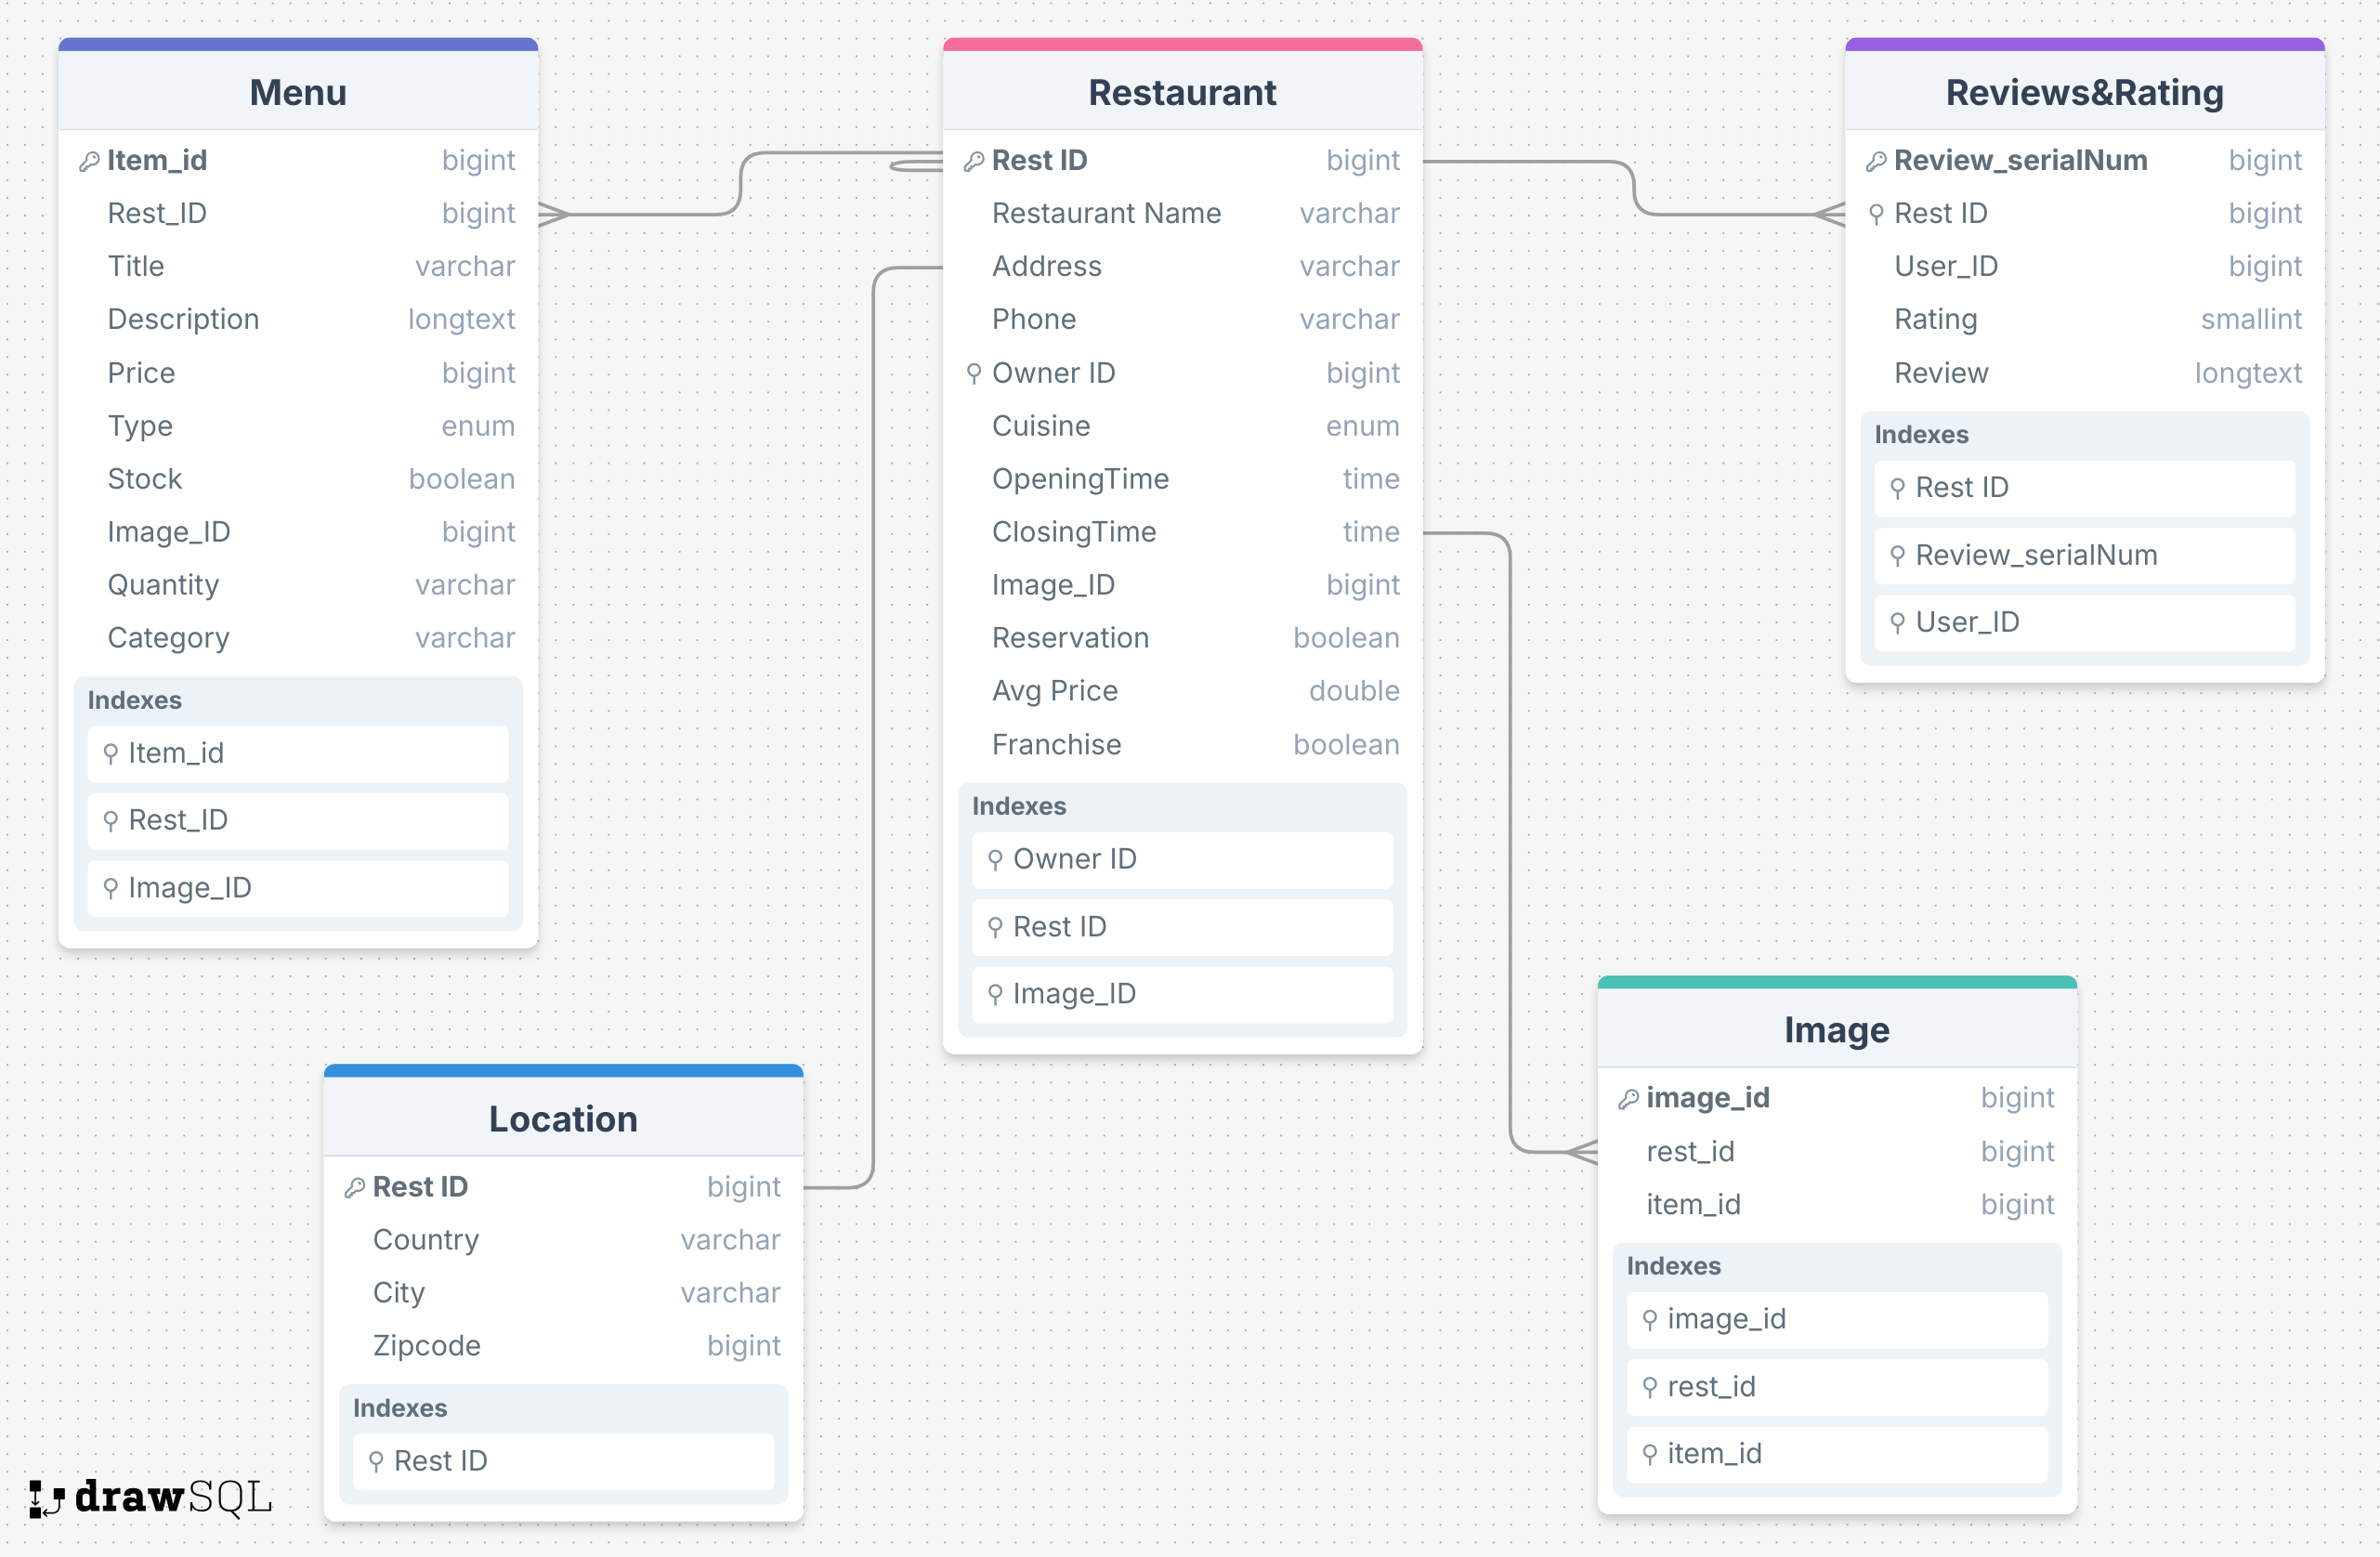 Menu
Item_id bigint
Rest_ID bigint
Title varchar
Description longtext
Price bigint
Type enum
Stock boolean
Image_ID bigint
Quantity varchar
Category varchar
Indexes
Item_id
Rest_ID
Image_ID
Restaurant
Rest ID bigint
Restaurant Name varchar
Address varchar
Phone varchar
Owner ID bigint
Cuisine enum
OpeningTime time
ClosingTime time
Image_ID bigint
Reservation boolean
Avg Price double
Franchise boolean
Indexes
Owner ID
Rest ID
Image_ID
Reviews&Rating
Review_serialNum bigint
Rest ID bigint
User_ID bigint
Rating smallint
Review longtext
Indexes
Rest ID
Review_serialNum
User_ID
Location
Rest ID bigint
Country varchar
City varchar
Zipcode bigint
Indexes
Rest ID
Image
image_id bigint
rest_id bigint
item_id bigint
Indexes
image_id
rest_id
item_id
drawSQL